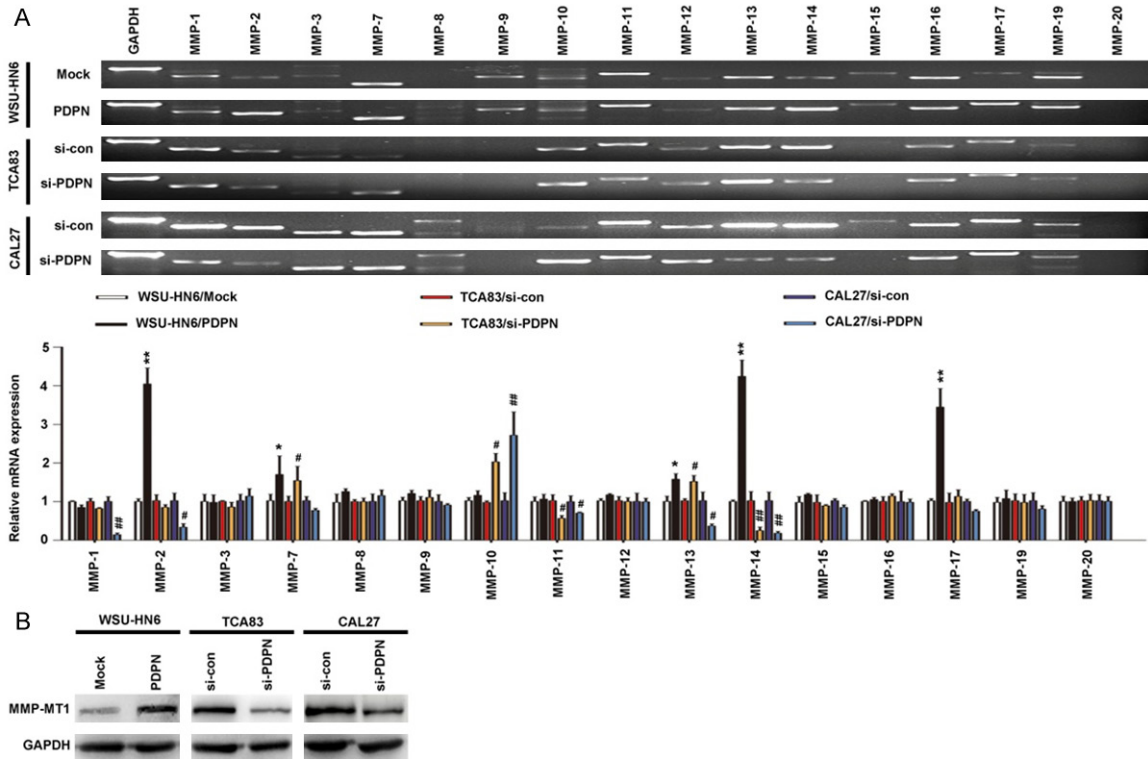 A
GAPDH MMP-1 MMP-2 MMP-3 MMP-7 MMP-8 MMP-9 MMP-10 MMP-11 MMP-12 MMP-13 MMP-14 MMP-15 MMP-16 MMP-17 MMP-19 MMP-20
WSU-HN6
Mock
PDPN
TCA83
si-con
si-PDPN
CAL27
si-con
si-PDPN
WSU-HN6/Mock TCA83/si-con CAL27/si-con
WSU-HN6/PDPN TCA83/si-PDPN CAL27/si-PDPN
Relative mRNA expression
5
4
3
2
1
0
## ** # * # # ## # # * # # ** ## ## **
MMP-1 MMP-2 MMP-3 MMP-7 MMP-8 MMP-9 MMP-10 MMP-11 MMP-12 MMP-13 MMP-14 MMP-15 MMP-16 MMP-17 MMP-19 MMP-20
B
WSU-HN6 TCA83 CAL27
Mock PDPN si-con si-PDPN si-con si-PDPN
MMP-MT1
GAPDH